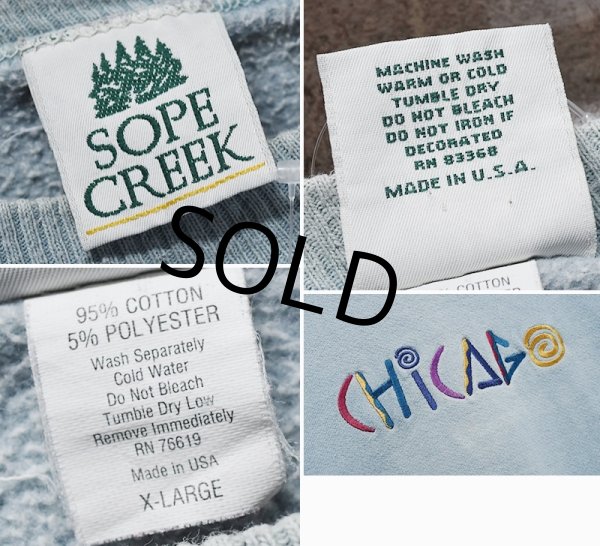 SOPE
CREEK
MACHINE WASH
WARM OR COLD
TUMBLE DRY
DO NOT BLEACH
DO NOT IRON IF
DECORATED
RN 83368
MADE IN U.S.A.
SOLD
95% COTTON
5% POLYESTER
Wash Separately
Cold Water
Do Not Bleach
Tumble Dry Low
Remove Immediately
RN 76619
Made in USA
X-LARGE
% COTTON
CHICAGO